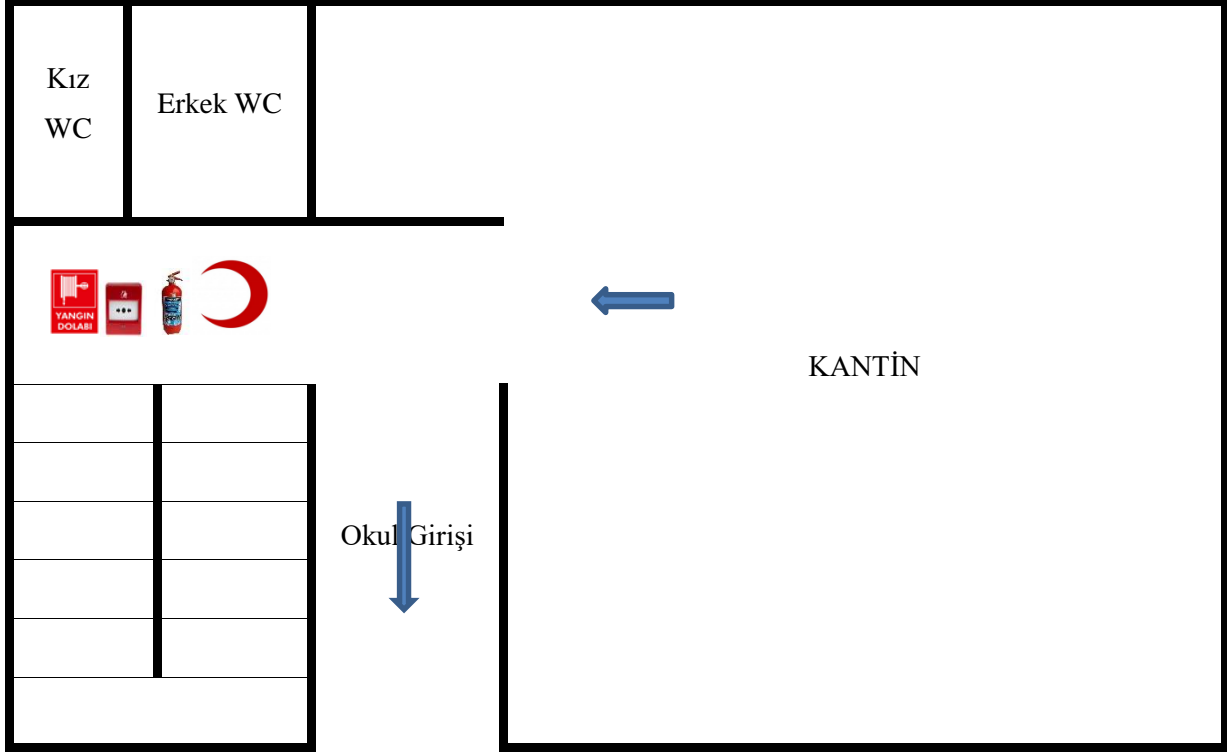 Kız
WC
Erkek WC
YANGIN
DOLABI
KANTİN
Okul Girişi